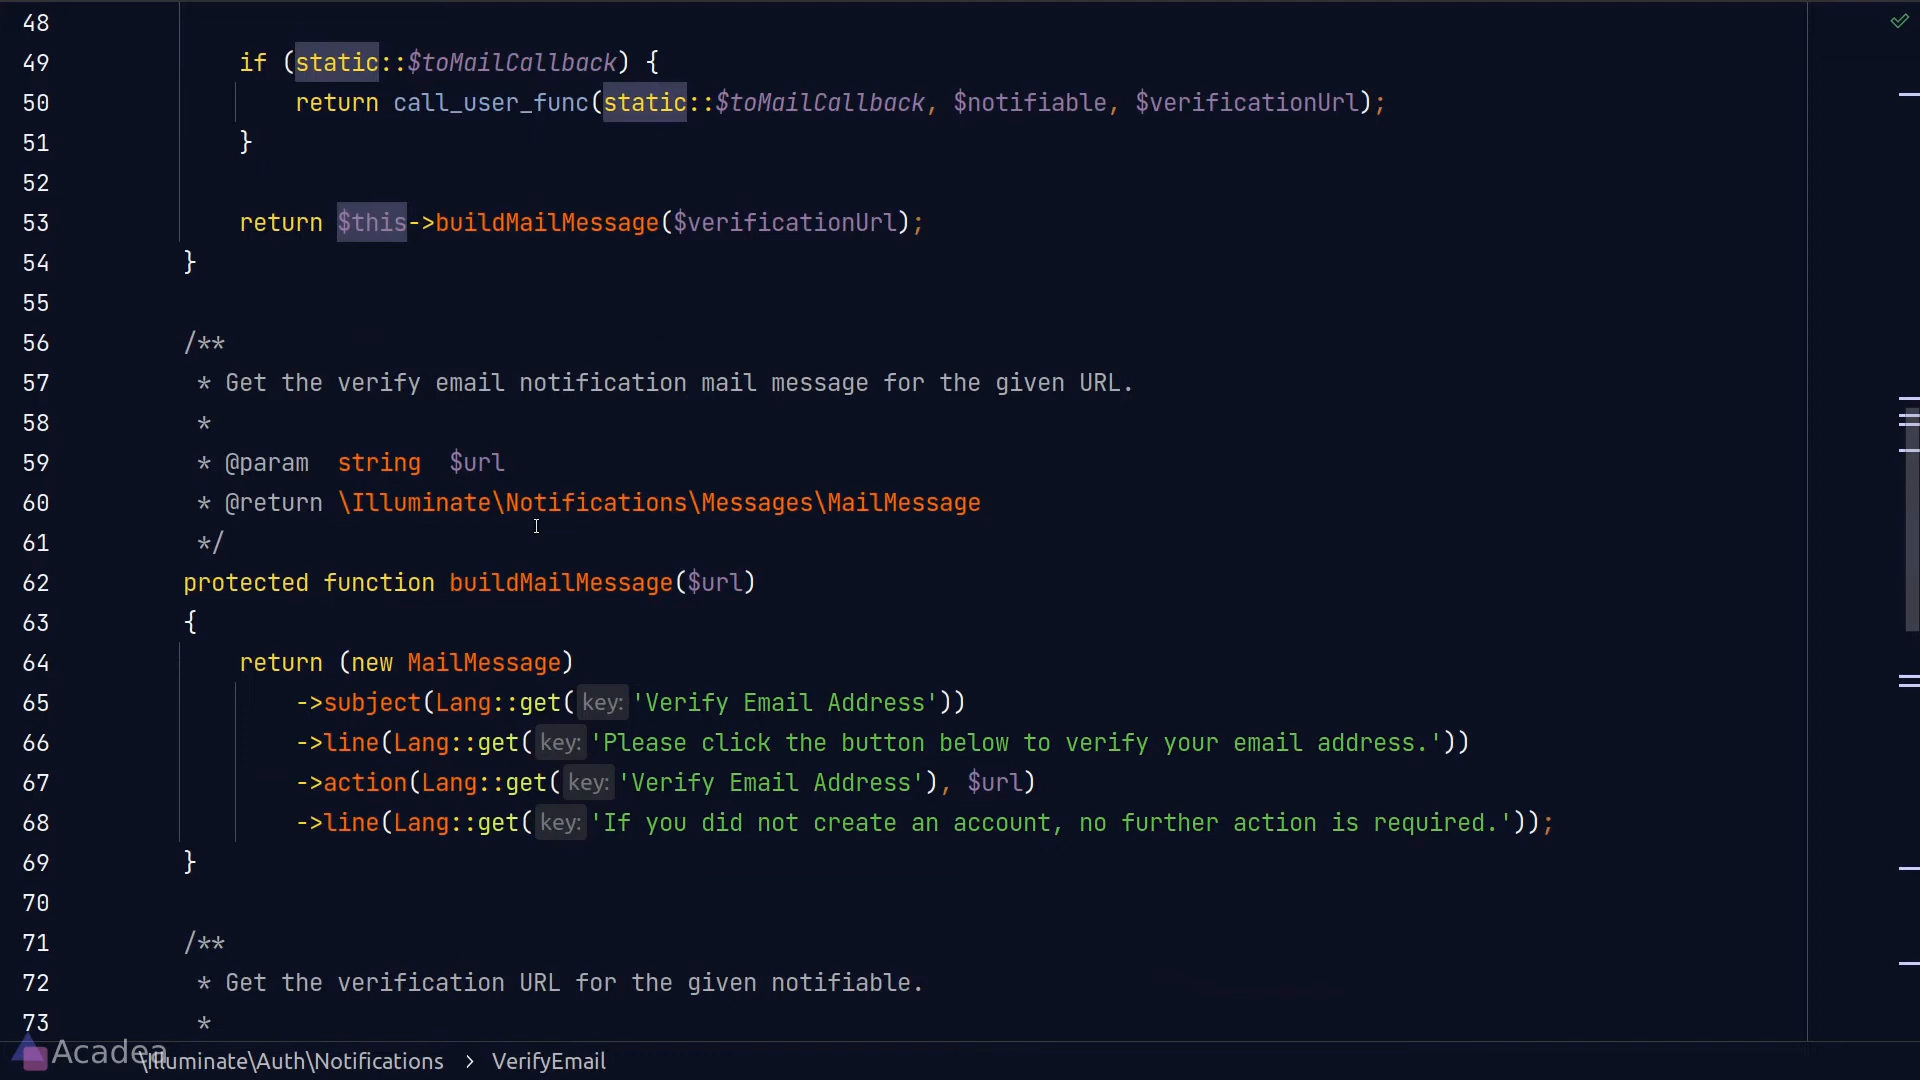 48
49 if (static::$toMailCallback) {
50 return call_user_func(static::$toMailCallback, $notifiable, $verificationUrl);
51 }
52
53 return $this->buildMailMessage($verificationUrl);
54 }
55
56 /**
57 * Get the verify email notification mail message for the given URL.
58 *
59 * @param  string  $url
60 * @return \Illuminate\Notifications\Messages\MailMessage
61 */
62 protected function buildMailMessage($url)
63 {
64 return (new MailMessage)
65 ->subject(Lang::get( key: 'Verify Email Address'))
66 ->line(Lang::get( key: 'Please click the button below to verify your email address.'))
67 ->action(Lang::get( key: 'Verify Email Address'), $url)
68 ->line(Lang::get( key: 'If you did not create an account, no further action is required.'));
69 }
70
71 /**
72 * Get the verification URL for the given notifiable.
73 *
Acadea
\Illuminate\Auth\Notifications > VerifyEmail